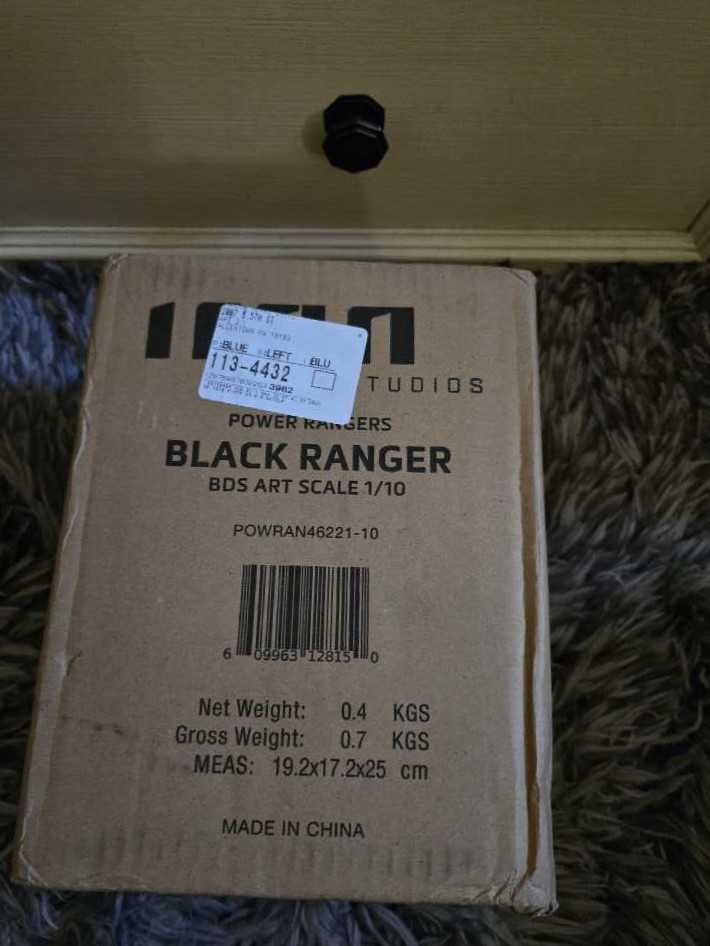 BLUE LEFT BLU
113-4432
3982
TUDIOS
POWER RANGERS
BLACK RANGER
BDS ART SCALE 1/10
POWRAN46221-10
6 09963 12815 0
Net Weight: 0.4 KGS
Gross Weight: 0.7 KGS
MEAS: 19.2x17.2x25 cm
MADE IN CHINA